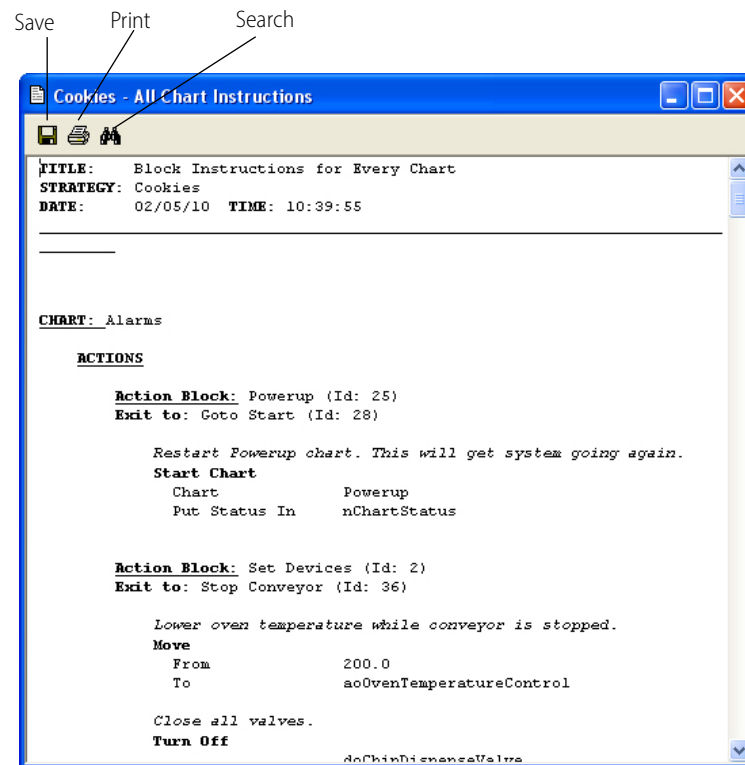 Save Print Search
Cookies - All Chart Instructions
TITLE: Block Instructions for Every Chart
STRATEGY: Cookies
DATE: 02/05/10 TIME: 10:39:55
CHART: Alarms
ACTIONS
Action Block: Powerup (Id: 25)
Exit to: Goto Start (Id: 28)
Restart Powerup chart. This will get system going again.
Start Chart
Chart Powerup
Put Status In nChartStatus
Action Block: Set Devices (Id: 2)
Exit to: Stop Conveyor (Id: 36)
Lower oven temperature while conveyor is stopped.
Move
From 200.0
To aoOvenTemperatureControl
Close all valves.
Turn Off
doChipDispenseValve